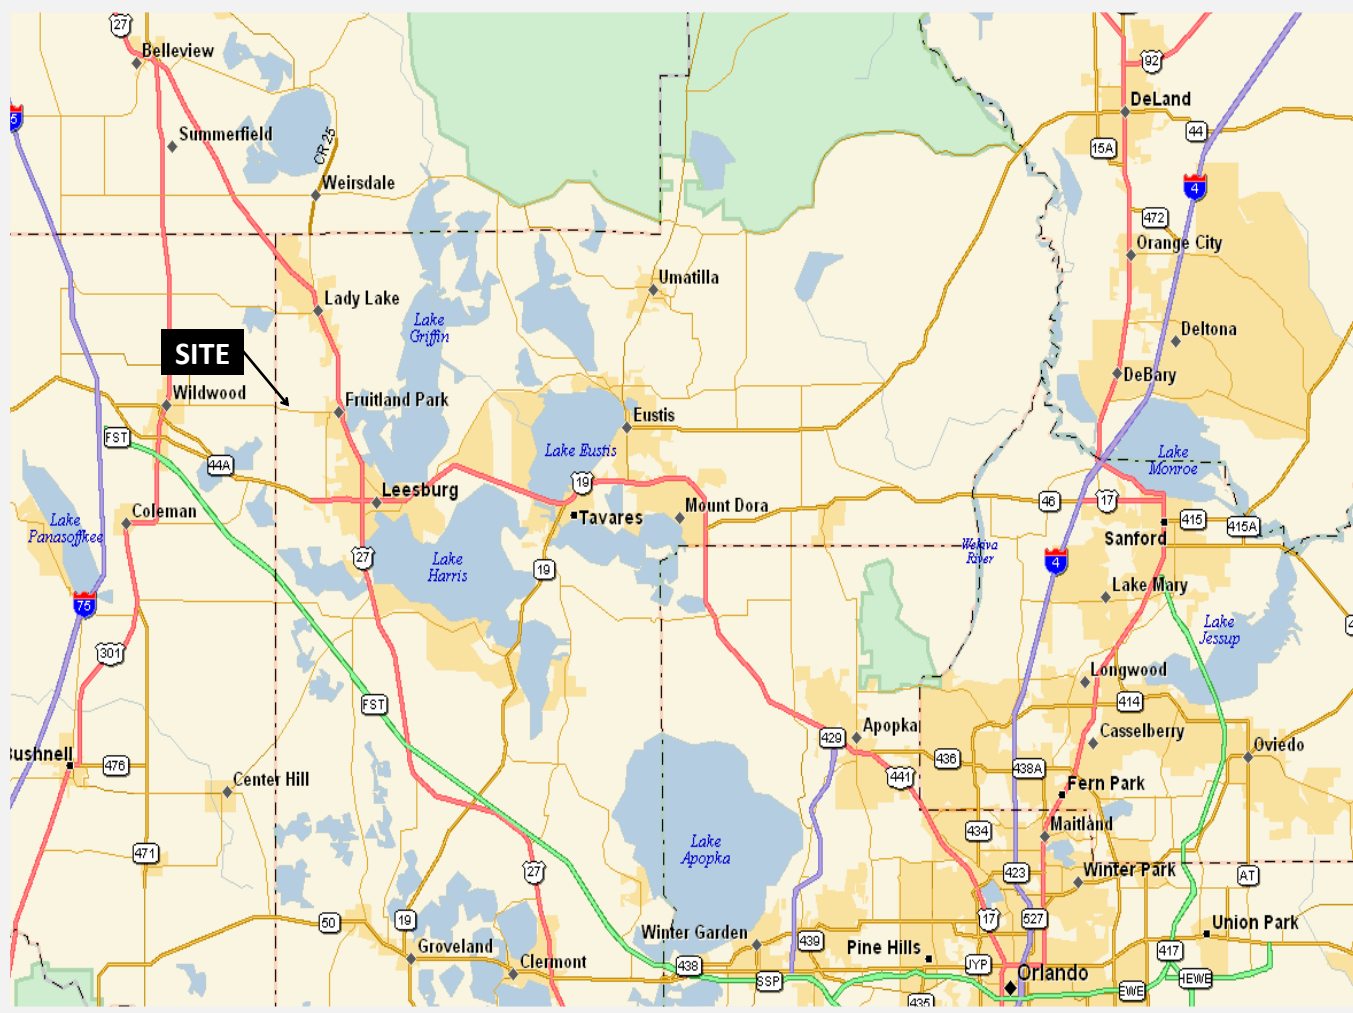 27
Belleview
92
DeLand
5
44
Summerfield
CR 25
15A
Weirsdale
4
472
Orange City
Umatilla
Lady Lake
Lake
Griffin
Deltona
SITE
DeBary
Wildwood
Fruitland Park
Eustis
FST
Lake Eustis
44A
Lake
Monroe
19
Leesburg
46
17
Mount Dora
Coleman
Tavares
415
415A
Lake
Panasoffkee
Sanford
Wekiva
River
27
Lake
Harris
19
4
Lake Mary
75
Lake
Jessup
2
301
Longwood
FST
414
Apopka
Casselberry
429
Oviedo
Bushnell
476
436
438A
Center Hill
441
Fern Park
434
Maitland
Lake
Apopka
471
27
423
Winter Park
AT
50
19
17
527
Union Park
Winter Garden
439
Pine Hills
Groveland
417
Clermont
438
JYP
Orlando
SSP
HEWE
EWE
435